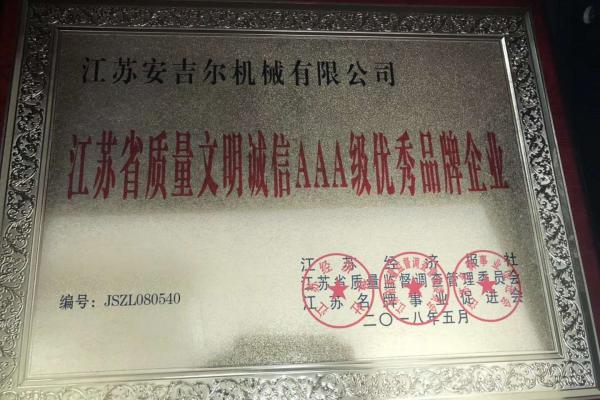 江苏安吉尔机械有限公司
江苏省质量文明诚信AAA级优秀品牌企业
江苏经济报社
江苏省质量监督调查管理委员会
江苏名牌事业促进会
编号：JSZL080540
二〇一八年五月